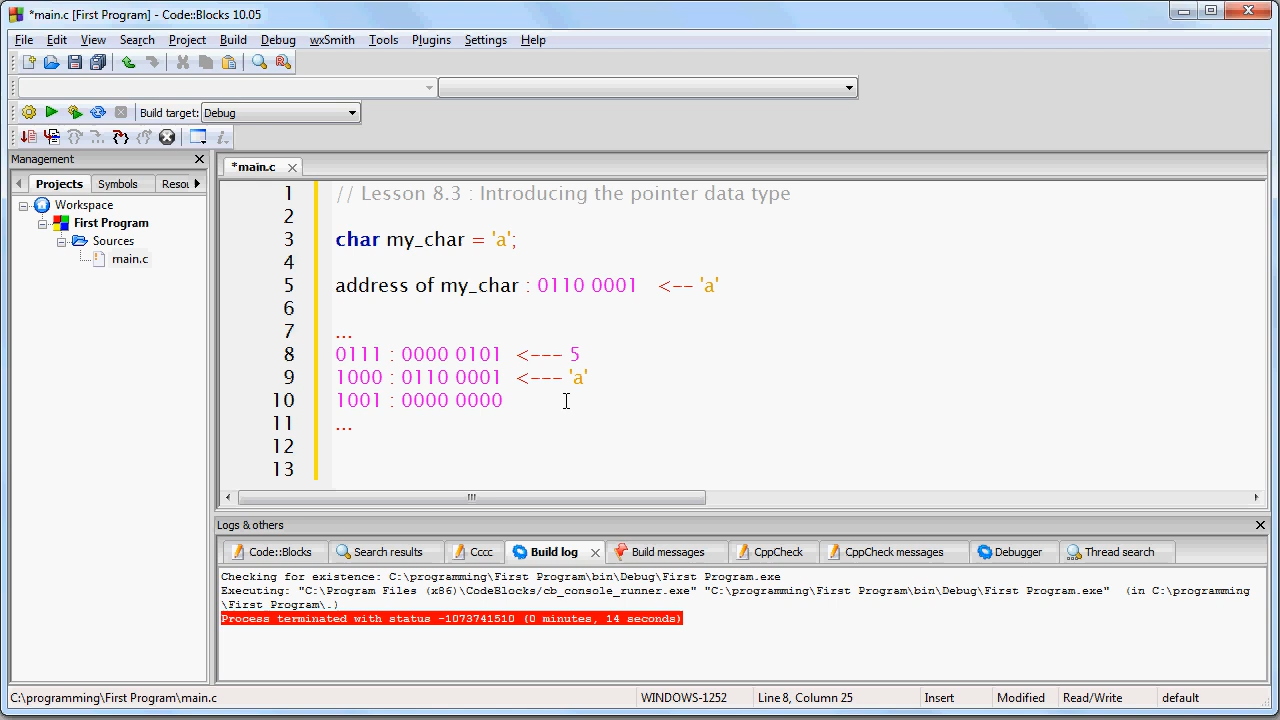 *main.c [First Program] - Code::Blocks 10.05
File Edit View Search Project Build Debug wxSmith Tools Plugins Settings Help
Build target: Debug
Management
Projects Symbols Resou
Workspace
First Program
Sources
main.c
*main.c
1 // Lesson 8.3 : Introducing the pointer data type
2
3 char my_char = 'a';
4
5 address of my_char : 0110 0001 <-- 'a'
6
7 ...
8 0111 : 0000 0101 <--- 5
9 1000 : 0110 0001 <--- 'a'
10 1001 : 0000 0000
11 ...
12
13
Logs & others
Code::Blocks Search results Cccc Build log Build messages CppCheck CppCheck messages Debugger Thread search
Checking for existence: C:\programming\First Program\bin\Debug\First Program.exe
Executing: "C:\Program Files (x86)\CodeBlocks/cb_console_runner.exe" "C:\programming\First Program\bin\Debug\First Program.exe" (in C:\programming
\First Program\.)
Process terminated with status -1073741510 (0 minutes, 14 seconds)
C:\programming\First Program\main.c WINDOWS-1252 Line 8, Column 25 Insert Modified Read/Write default